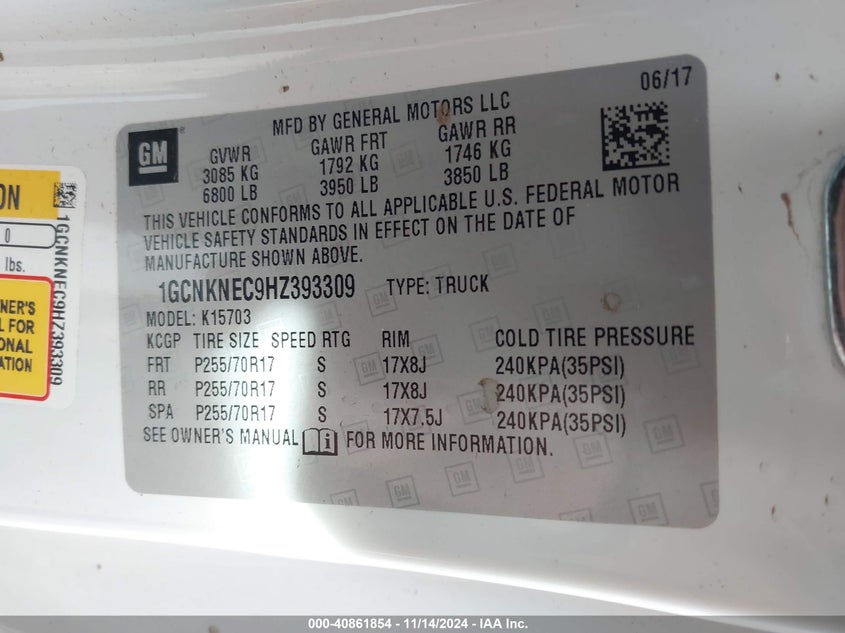 06/17
MFD BY GENERAL MOTORS LLC
GM
GVWR GAWR FRT GAWR RR
3085 KG 1792 KG 1746 KG
6800 LB 3950 LB 3850 LB
THIS VEHICLE CONFORMS TO ALL APPLICABLE U.S. FEDERAL MOTOR
VEHICLE SAFETY STANDARDS IN EFFECT ON THE DATE OF
MANUFACTURE SHOWN ABOVE.
1GCNKNEC9HZ393309 TYPE: TRUCK
MODEL: K15703
KCGP TIRE SIZE SPEED RTG RIM COLD TIRE PRESSURE
FRT P255/70R17 S 17X8J 240KPA(35PSI)
RR P255/70R17 S 17X8J 240KPA(35PSI)
SPA P255/70R17 S 17X7.5J 240KPA(35PSI)
SEE OWNER'S MANUAL i FOR MORE INFORMATION.
ON
0
lbs.
NER'S
L FOR
ONAL
ATION
1GCNKNEC9HZ393309
000-40861854 - 11/14/2024 - IAA Inc.